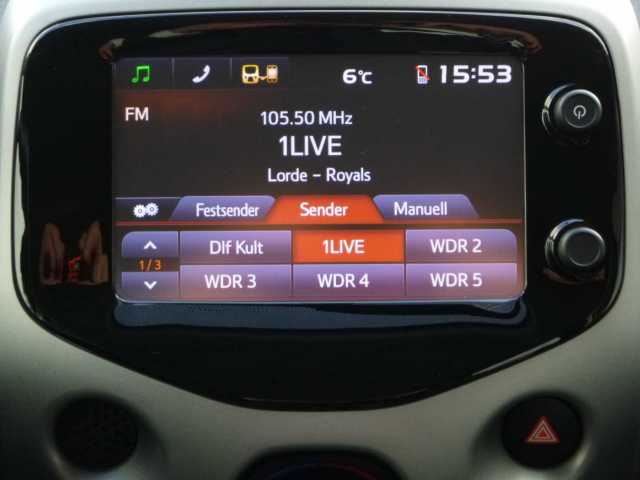 6°C 15:53
FM
105.50 MHz
1LIVE
Lorde - Royals
Festsender Sender Manuell
Dlf Kult 1LIVE WDR 2
1/3
WDR 3 WDR 4 WDR 5